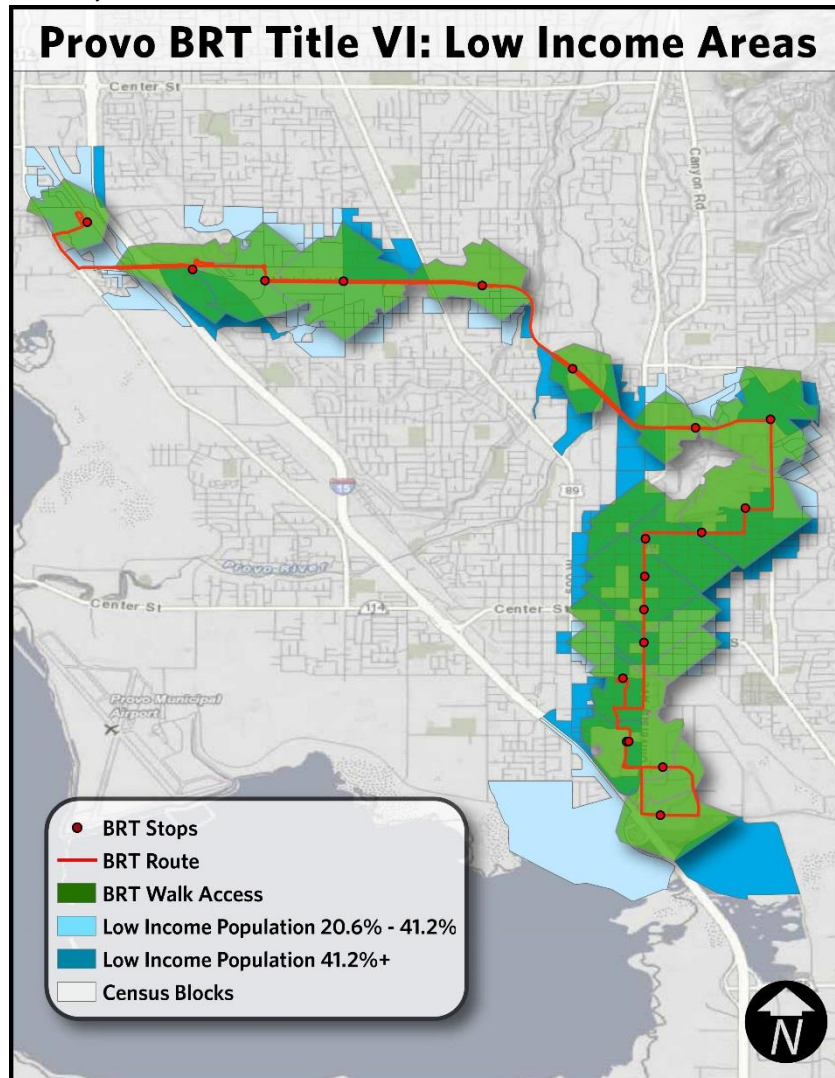 Provo BRT Title VI: Low Income Areas
Center St
Canyon Rd
15
89
500 W
Provo River
Center St
114
Center St
S
Provo Municipal
Airport
BRT Stops
BRT Route
BRT Walk Access
Low Income Population 20.6% - 41.2%
Low Income Population 41.2%+
Census Blocks
N